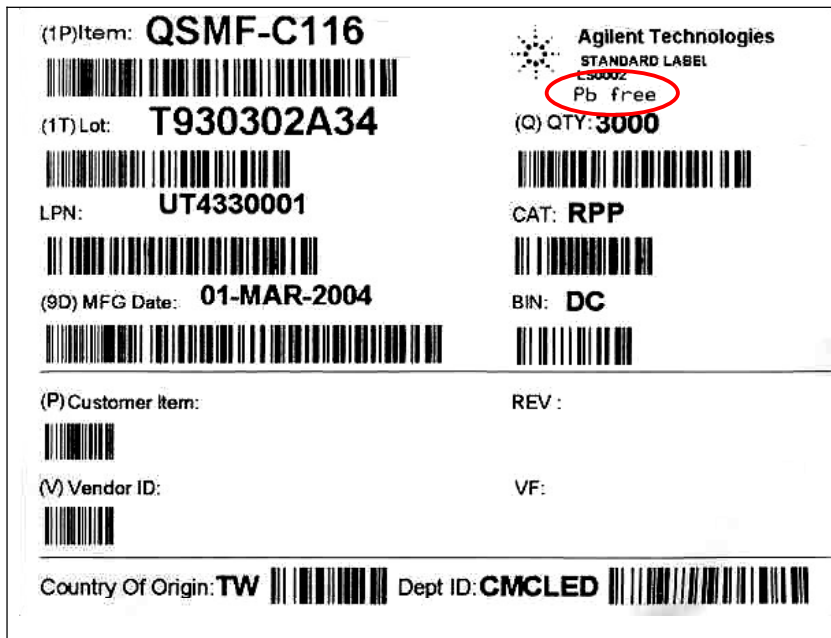 (1P)Item: QSMF-C116
Agilent Technologies
STANDARD LABEL
LS0002
Pb free
(1T) Lot: T930302A34
(Q) QTY: 3000
LPN: UT4330001
CAT: RPP
(9D) MFG Date: 01-MAR-2004
BIN: DC
(P) Customer Item:
REV :
(V) Vendor ID:
VF:
Country Of Origin: TW
Dept ID: CMCLED